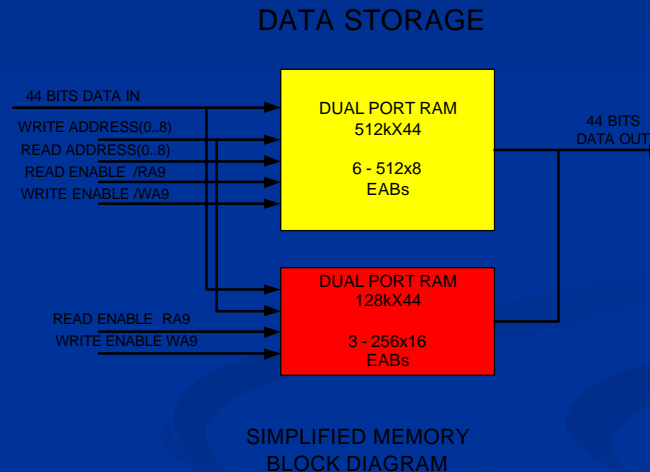 DATA STORAGE
44 BITS DATA IN
WRITE ADDRESS(0..8)
READ ADDRESS(0..8)
READ ENABLE /RA9
WRITE ENABLE /WA9
DUAL PORT RAM
512kX44
6 - 512x8
EABs
44 BITS
DATA OUT
READ ENABLE RA9
WRITE ENABLE WA9
DUAL PORT RAM
128kX44
3 - 256x16
EABs
SIMPLIFIED MEMORY
BLOCK DIAGRAM